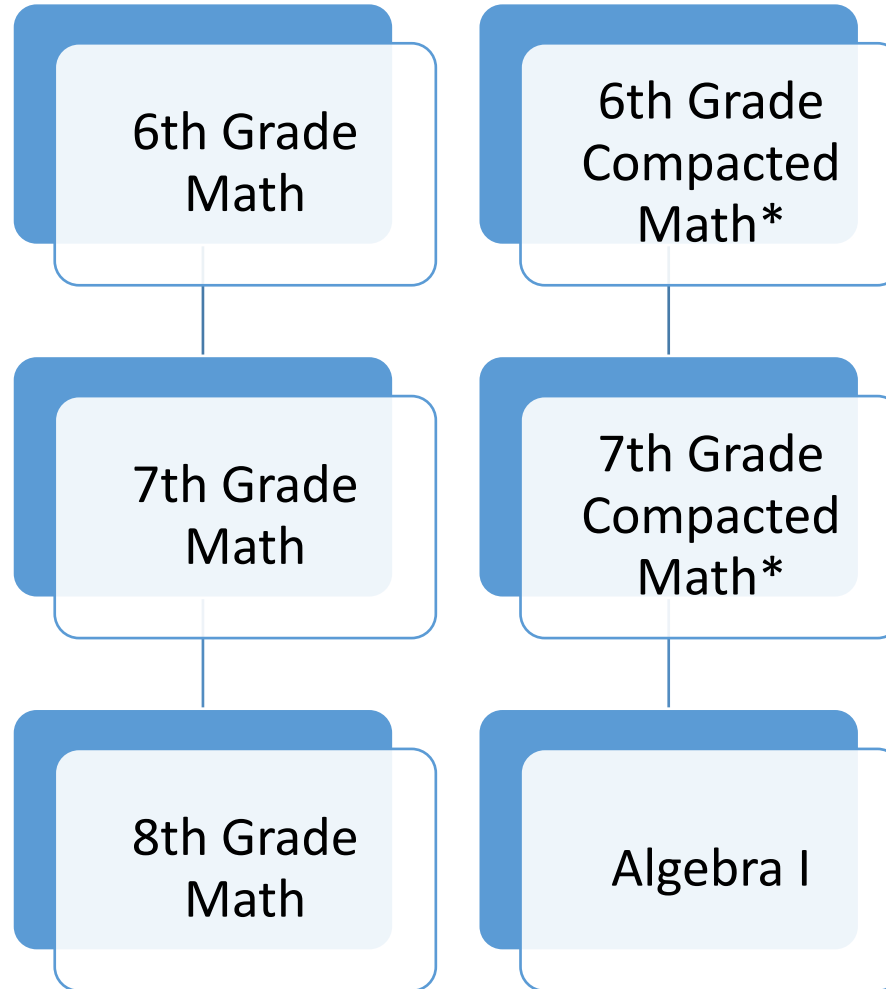 6th Grade
Math
6th Grade
Compacted
Math*
7th Grade
Math
7th Grade
Compacted
Math*
8th Grade
Math
Algebra I